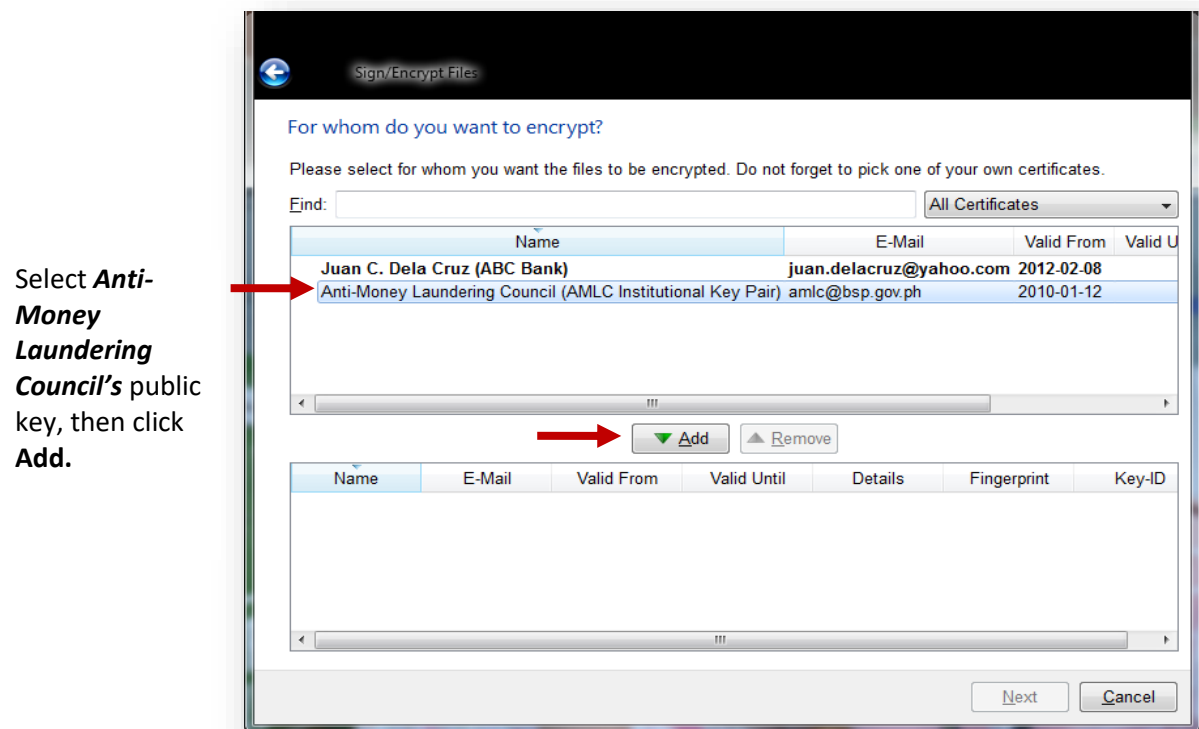 Sign/Encrypt Files
For whom do you want to encrypt?
Please select for whom you want the files to be encrypted. Do not forget to pick one of your own certificates.
Find: All Certificates
Name E-Mail Valid From Valid U
Juan C. Dela Cruz (ABC Bank) juan.delacruz@yahoo.com 2012-02-08
Anti-Money Laundering Council (AMLC Institutional Key Pair) amlc@bsp.gov.ph 2010-01-12
Select Anti-
Money
Laundering
Council’s public
key, then click
Add.
Add Remove
Name E-Mail Valid From Valid Until Details Fingerprint Key-ID
Next Cancel